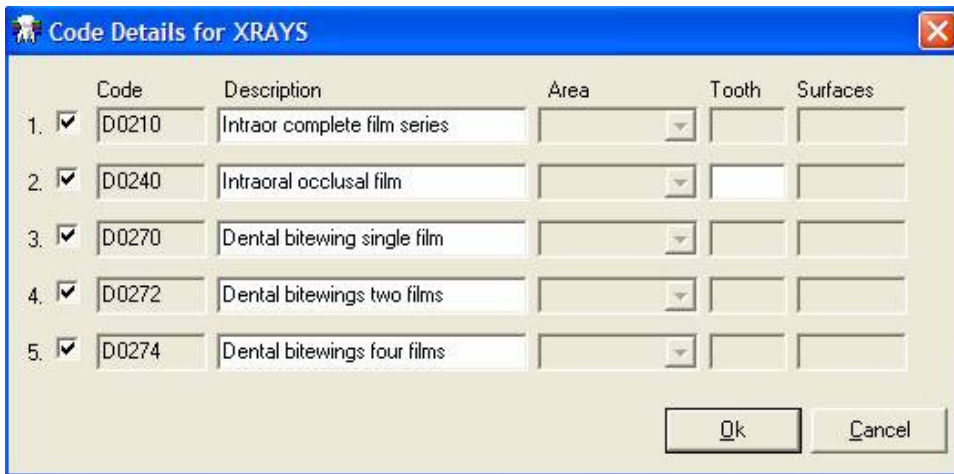 Code Details for XRAYS
Code Description Area Tooth Surfaces
1. D0210 Intraor complete film series
2. D0240 Intraoral occlusal film
3. D0270 Dental bitewing single film
4. D0272 Dental bitewings two films
5. D0274 Dental bitewings four films
Ok Cancel